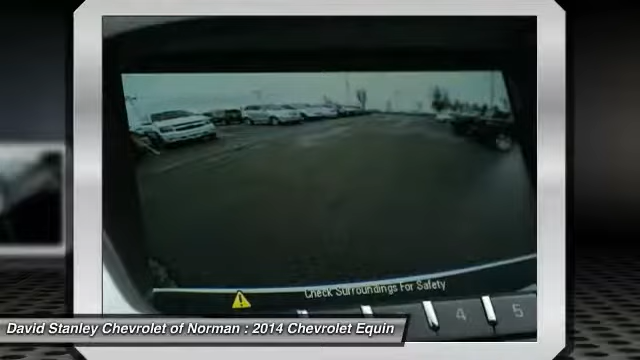 Check Surroundings For Safety
4 5
David Stanley Chevrolet of Norman : 2014 Chevrolet Equin